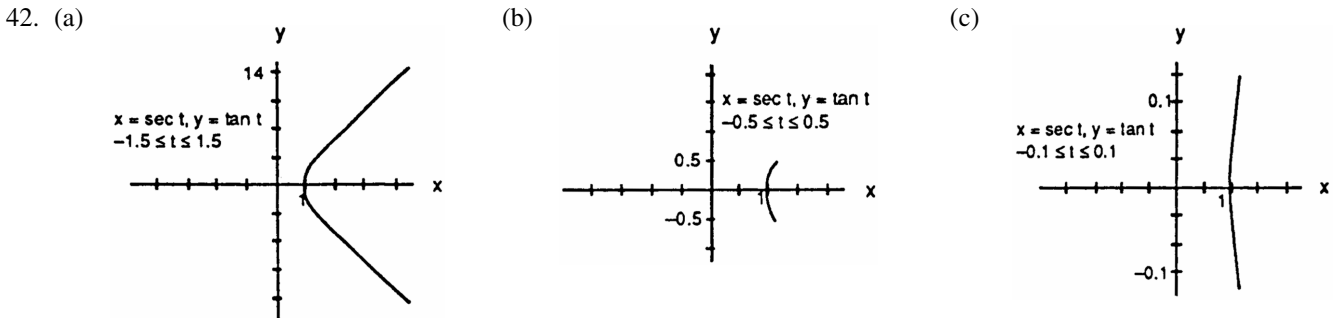 42. (a)
y
14
x = sec t, y = tan t
−1.5 ≤ t ≤ 1.5
x
1
(b)
y
x = sec t, y = tan t
−0.5 ≤ t ≤ 0.5
0.5
x
1
−0.5
(c)
y
0.1
x = sec t, y = tan t
−0.1 ≤ t ≤ 0.1
x
1
−0.1